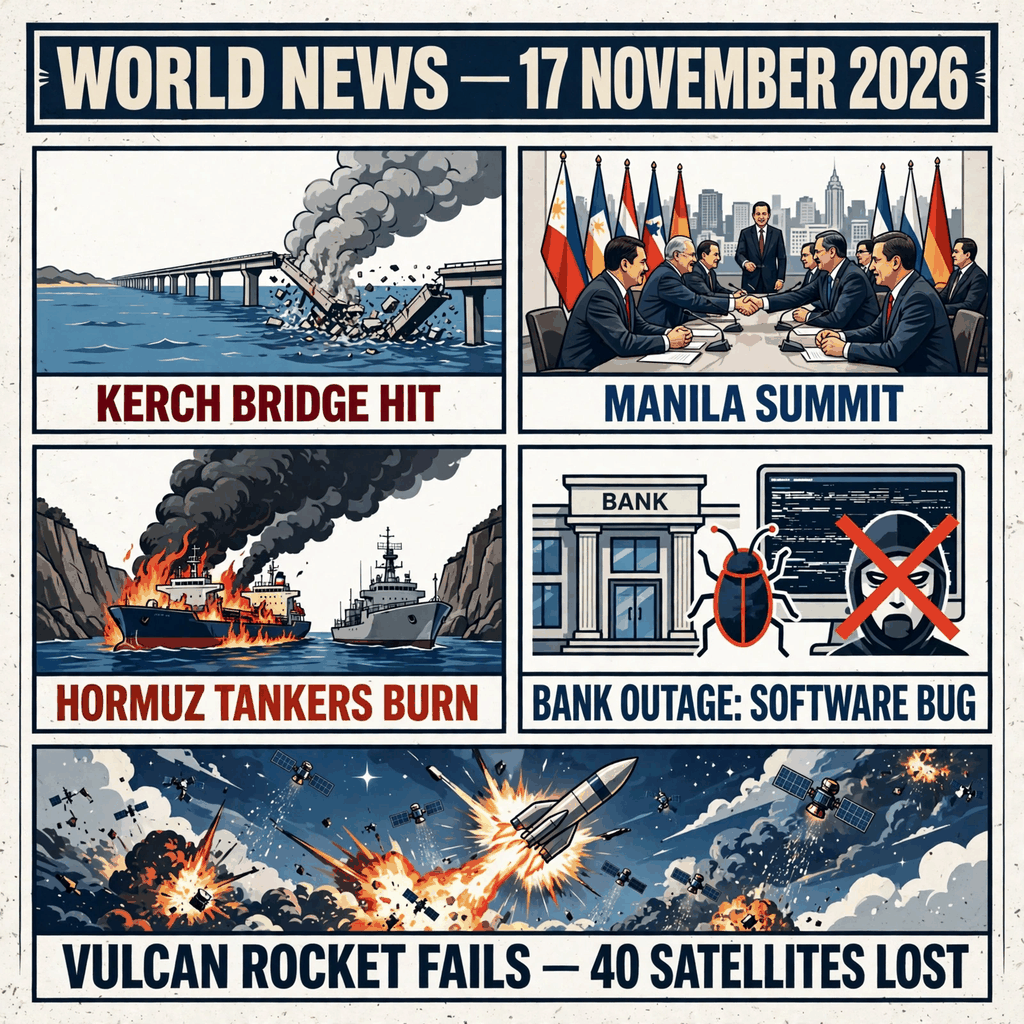 WORLD NEWS — 17 NOVEMBER 2026
KERCH BRIDGE HIT
MANILA SUMMIT
HORMUZ TANKERS BURN
BANK
BANK OUTAGE: SOFTWARE BUG
VULCAN ROCKET FAILS — 40 SATELLITES LOST